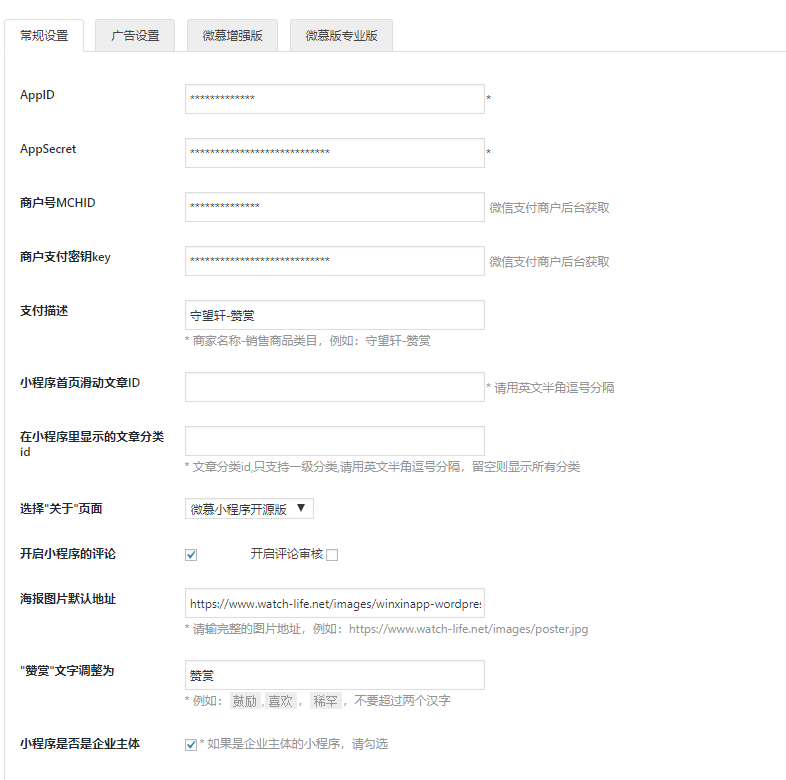 常规设置 广告设置 微慕增强版 微慕版专业版
AppID ************* *
AppSecret **************************** *
商户号MCHID ************** 微信支付商户后台获取
商户支付密钥key **************************** 微信支付商户后台获取
支付描述 守望轩-赞赏
* 商家名称-销售商品类目，例如：守望轩-赞赏
小程序首页滑动文章ID * 请用英文半角逗号分隔
在小程序里显示的文章分类
id
* 文章分类id,只支持一级分类,请用英文半角逗号分隔，留空则显示所有分类
选择"关于"页面 微慕小程序开源版 ▼
开启小程序的评论 开启评论审核
海报图片默认地址 https://www.watch-life.net/images/winxinapp-wordpres
* 请输完整的图片地址，例如：https://www.watch-life.net/images/poster.jpg
"赞赏"文字调整为 赞赏
* 例如： 鼓励,喜欢 ， 稀罕 ，不要超过两个汉字
小程序是否是企业主体 * 如果是企业主体的小程序，请勾选